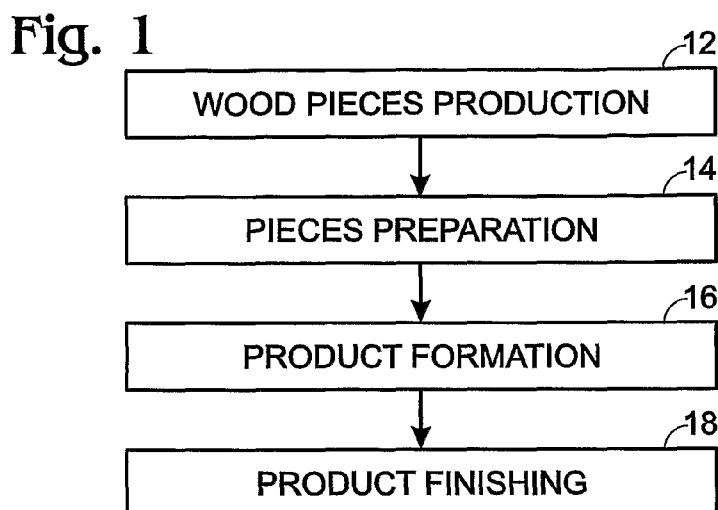 Fig. 1
12
WOOD PIECES PRODUCTION
14
PIECES PREPARATION
16
PRODUCT FORMATION
18
PRODUCT FINISHING